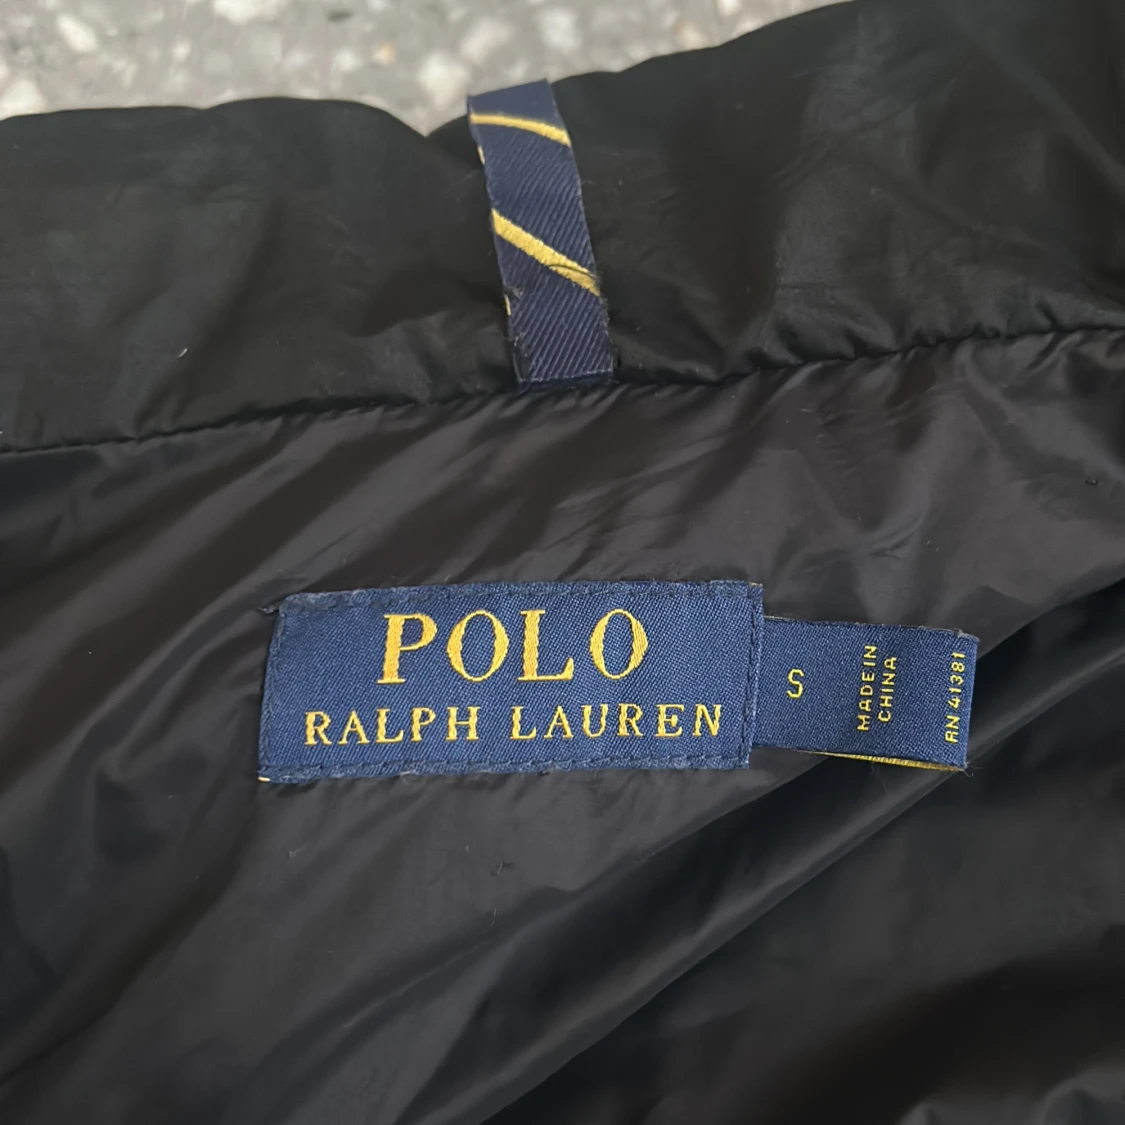 POLO
RALPH LAUREN
S
MADE IN
CHINA
RN 41381